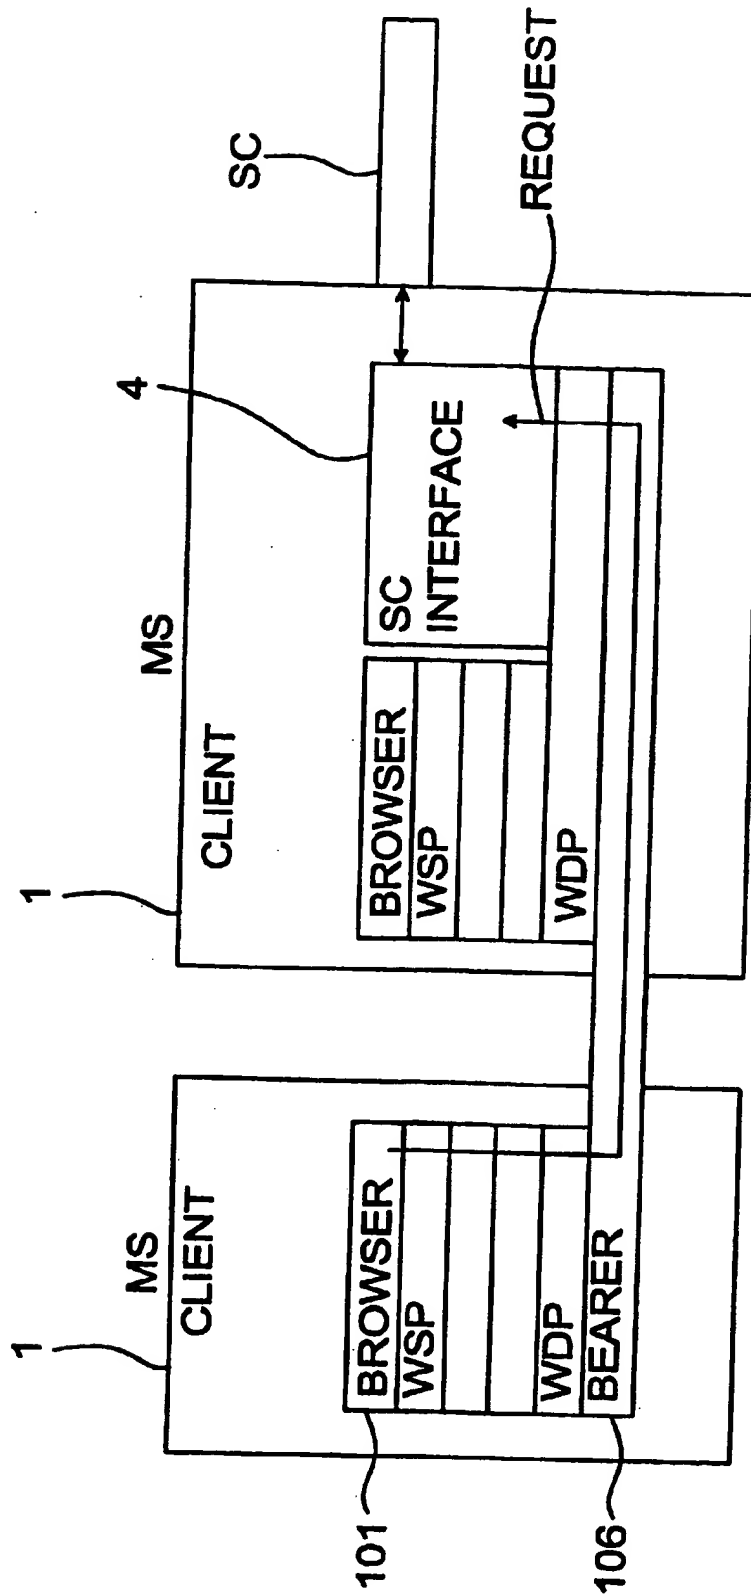 1
MS
CLIENT
101
BROWSER
WSP
WDP
BEARER
106
1
MS
CLIENT
BROWSER
WSP
WDP
4
SC
INTERFACE
SC
REQUEST